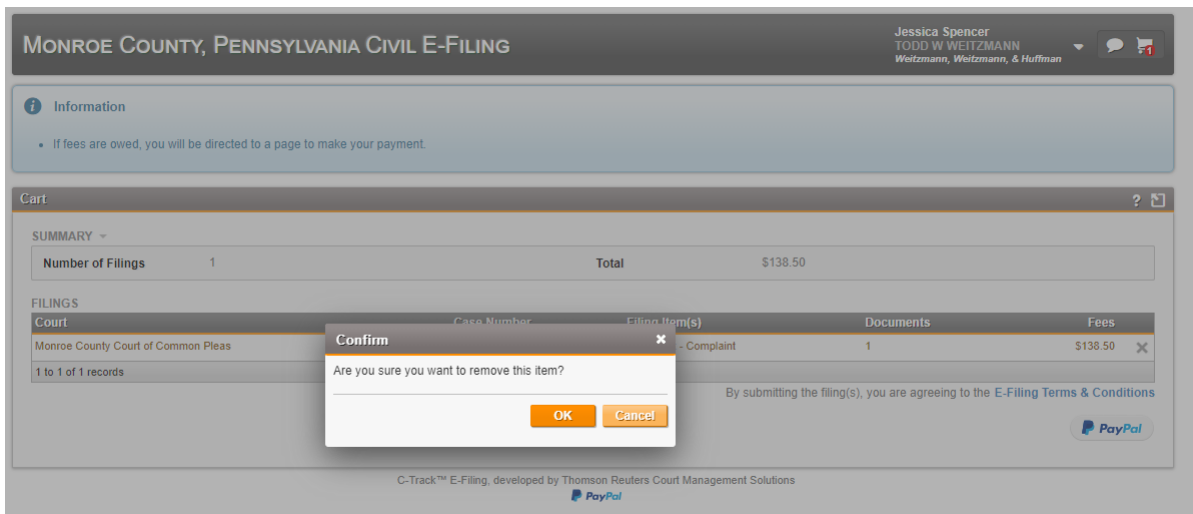 MONROE COUNTY, PENNSYLVANIA CIVIL E-FILING
Jessica Spencer
TODD W WEITZMANN
Weitzmann, Weitzmann, & Huffman
1
Information
• If fees are owed, you will be directed to a page to make your payment.
Cart
?
SUMMARY
Number of Filings 1 Total $138.50
FILINGS
Court Case Number Filing Item(s) Documents Fees
Monroe County Court of Common Pleas - Complaint 1 $138.50
1 to 1 of 1 records
Confirm
Are you sure you want to remove this item?
OK Cancel
By submitting the filing(s), you are agreeing to the E-Filing Terms & Conditions
PayPal
C-Track™ E-Filing, developed by Thomson Reuters Court Management Solutions
PayPal